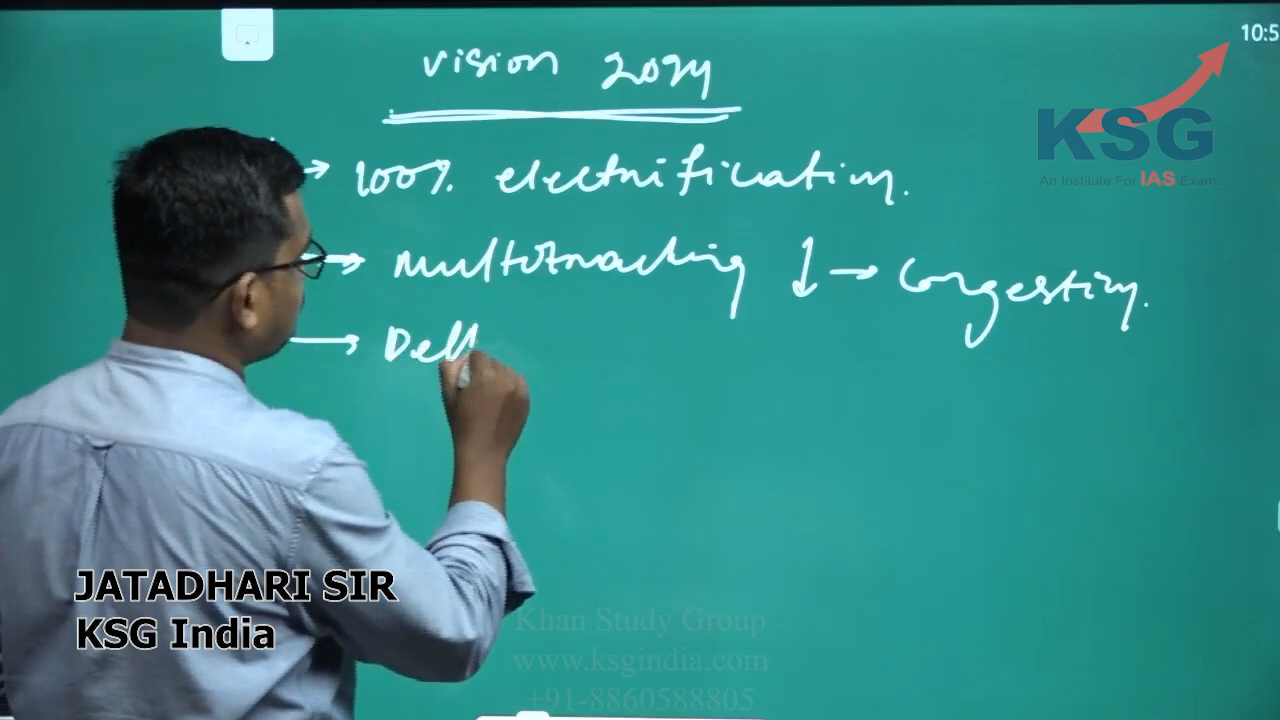 vision 2024
10:5
KSG
An Institute For IAS Exam..
→ 100% electrification.
→ multitracking ↓ → congestion.
→ Delh
JATADHARI SIR
KSG India
Khan Study Group
www.ksgindia.com
+91-8860588805